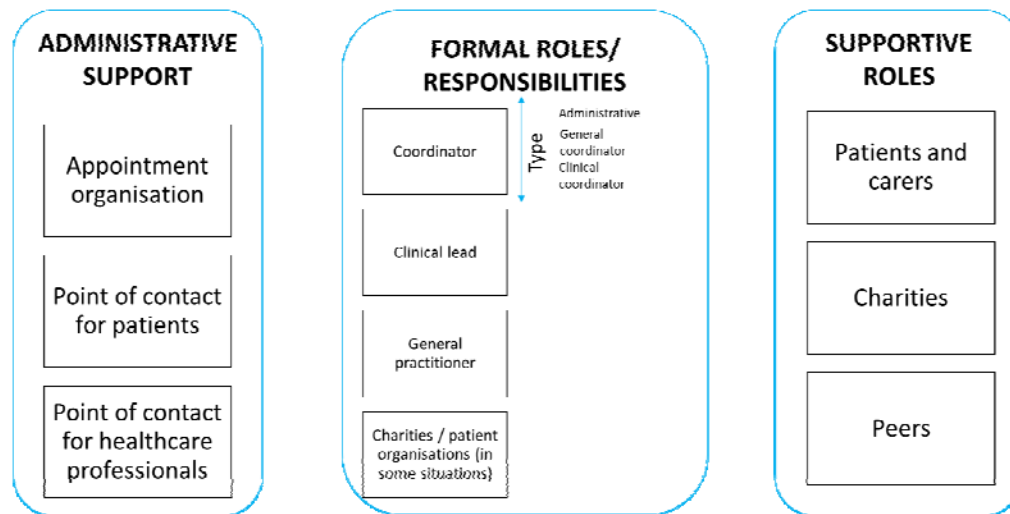 ADMINISTRATIVE
SUPPORT
Appointment
organisation
Point of contact
for patients
Point of contact
for healthcare
professionals
FORMAL ROLES/
RESPONSIBILITIES
Coordinator
Type
Administrative
General
coordinator
Clinical
coordinator
Clinical lead
General
practitioner
Charities / patient
organisations (in
some situations)
SUPPORTIVE
ROLES
Patients and
carers
Charities
Peers